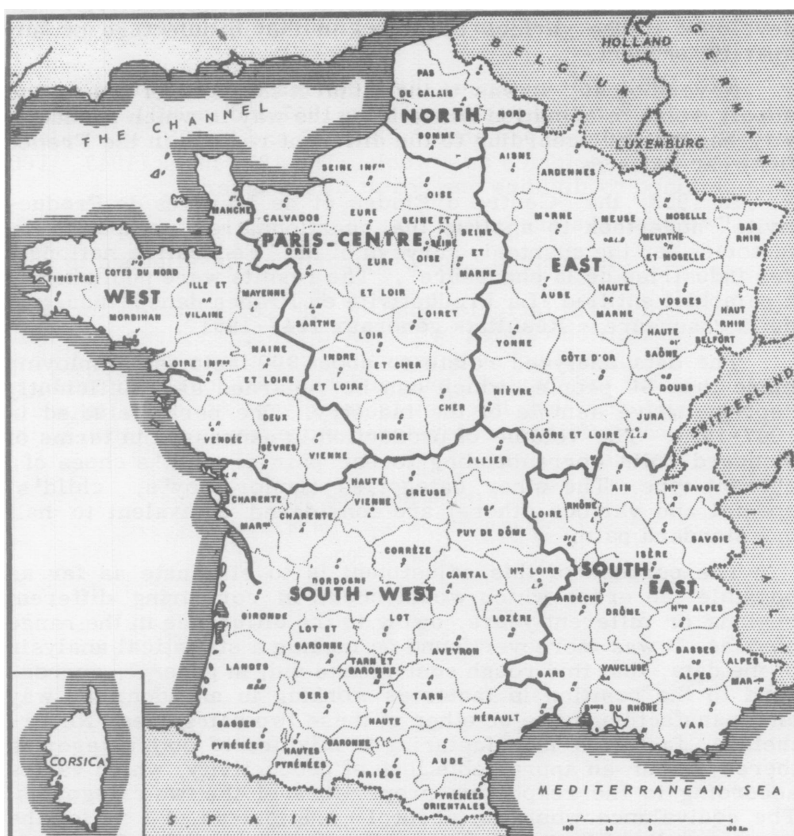 HOLLAND
GERMANY
BELGIUM
LUXEMBURG
THE CHANNEL
PAS
DE CALAIS
NORTH
NORD
SOMME
AISNE
ARDENNES
SEINE INFRE
OISE
MANCHE
CALVADOS
EURE
SEINE ET
OISE
SEINE
SEINE
ET
MARNE
MARNE
MEUSE
MOSELLE
MEURTHE
ET MOSELLE
BAS
RHIN
PARIS-CENTRE
ORNE
EURE
ET LOIR
EAST
FINISTÈRE
COTES DU NORD
ILLE ET
VILAINE
MAYENNE
WEST
MORBIHAN
AUBE
HAUTE
MARNE
VOSGES
HAUT
RHIN
SARTHE
LOIRET
LOIR
ET CHER
YONNE
HAUTE
SAÔNE
BELFORT
LOIRE INFRE
MAINE
ET LOIRE
INDRE
ET LOIRE
CÔTE D'OR
DOUBS
NIÈVRE
CHER
SWITZERLAND
JURA
SAÔNE ET LOIRE
VENDÉE
DEUX
SÈVRES
VIENNE
INDRE
ALLIER
CHARENTE
MARME
CHARENTE
HAUTE
VIENNE
CREUSE
PUY DE DÔME
LOIRE
RHÔNE
AIN
HTE SAVOIE
SAVOIE
ISÈRE
ITALY
CORRÈZE
CANTAL
HTE LOIRE
DORDOGNE
SOUTH-WEST
SOUTH
EAST
ARDÈCHE
DRÔME
HTES ALPES
GIRONDE
LOT ET
GARONNE
LOT
LOZÈRE
AVEYRON
LANDES
TARN ET
GARONNE
GERS
TARN
GARD
VAUCLUSE
BASSES
ALPES
ALPES
MARMES
BASSES
PYRÉNÉES
HAUTE
GARONNE
HÉRAULT
BCHES DU RHÔNE
VAR
HAUTES
PYRÉNÉES
ARIÈGE
AUDE
PYRÉNÉES
ORIENTALES
CORSICA
MEDITERRANEAN SEA
SPAIN
100 50 0 100 Km